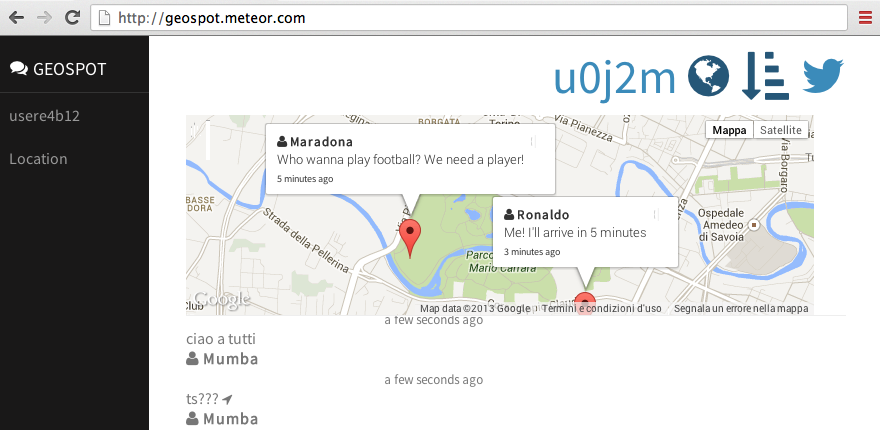 http://geospot.meteor.com
GEOSPOT
usere4b12
Location
u0j2m
BORGATA
Torino
Via Pianezza
Mappa
Satellite
Maradona
Who wanna play football? We need a player!
5 minutes ago
BASSE
DORA
Strada della Pellerina
Via P
Via Borgaro
Ronaldo
Me! I'll arrive in 5 minutes
3 minutes ago
Ospedale
Amedeo
di Savoia
Parco
Mario Carrara
Club
Google
Map data ©2013 Google
Termini e condizioni d'uso
Segnala un errore nella mappa
a few seconds ago
ciao a tutti
Mumba
a few seconds ago
ts???
Mumba